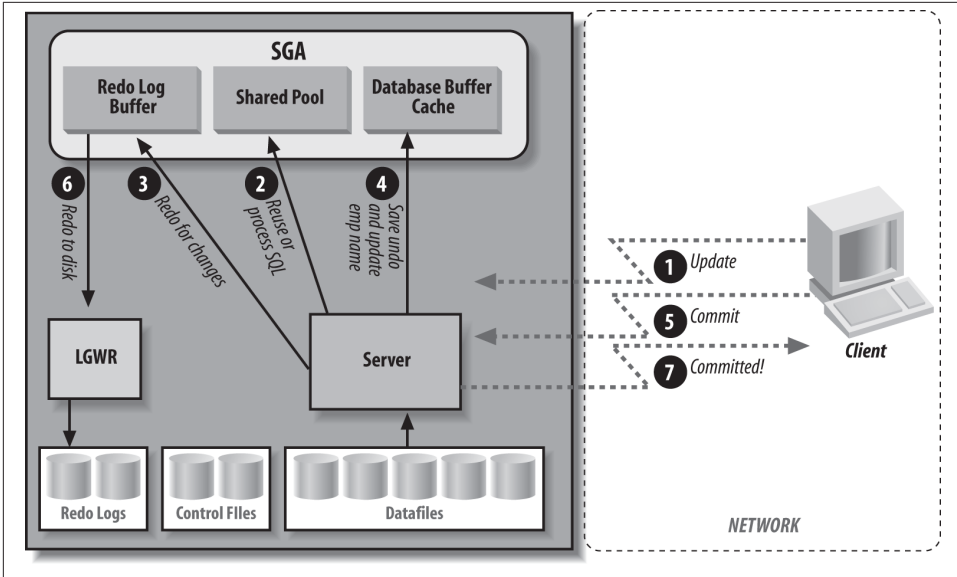 SGA
Redo Log
Buffer
Shared Pool
Database Buffer
Cache
6
Redo to disk
3
Redo for changes
2
Reuse or
process SQL
4
Save undo
and update
emp name
1 Update
5 Commit
7 Committed!
Client
LGWR
Server
Redo Logs
Control FIles
Datafiles
NETWORK